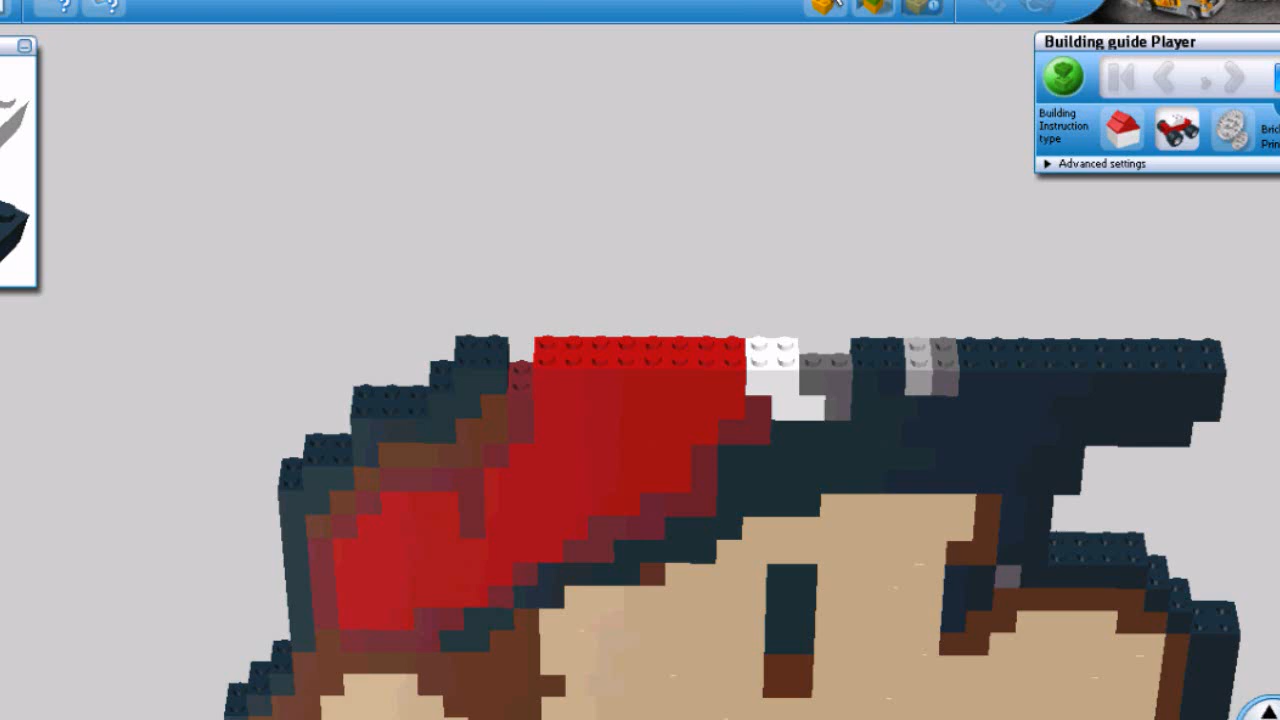 Building guide Player
Building
Instruction
type
Advanced settings